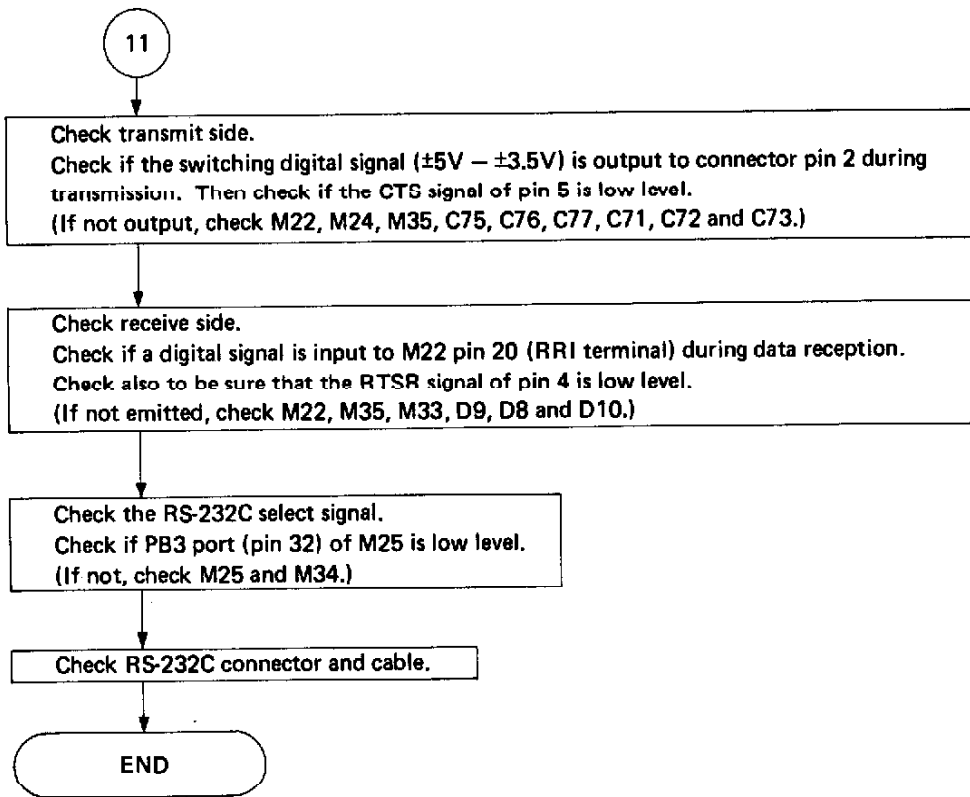 11
Check transmit side.
Check if the switching digital signal (±5V – ±3.5V) is output to connector pin 2 during
transmission. Then check if the CTS signal of pin 5 is low level.
(If not output, check M22, M24, M35, C75, C76, C77, C71, C72 and C73.)
Check receive side.
Check if a digital signal is input to M22 pin 20 (RRI terminal) during data reception.
Check also to be sure that the RTSR signal of pin 4 is low level.
(If not emitted, check M22, M35, M33, D9, D8 and D10.)
Check the RS-232C select signal.
Check if PB3 port (pin 32) of M25 is low level.
(If not, check M25 and M34.)
Check RS-232C connector and cable.
END